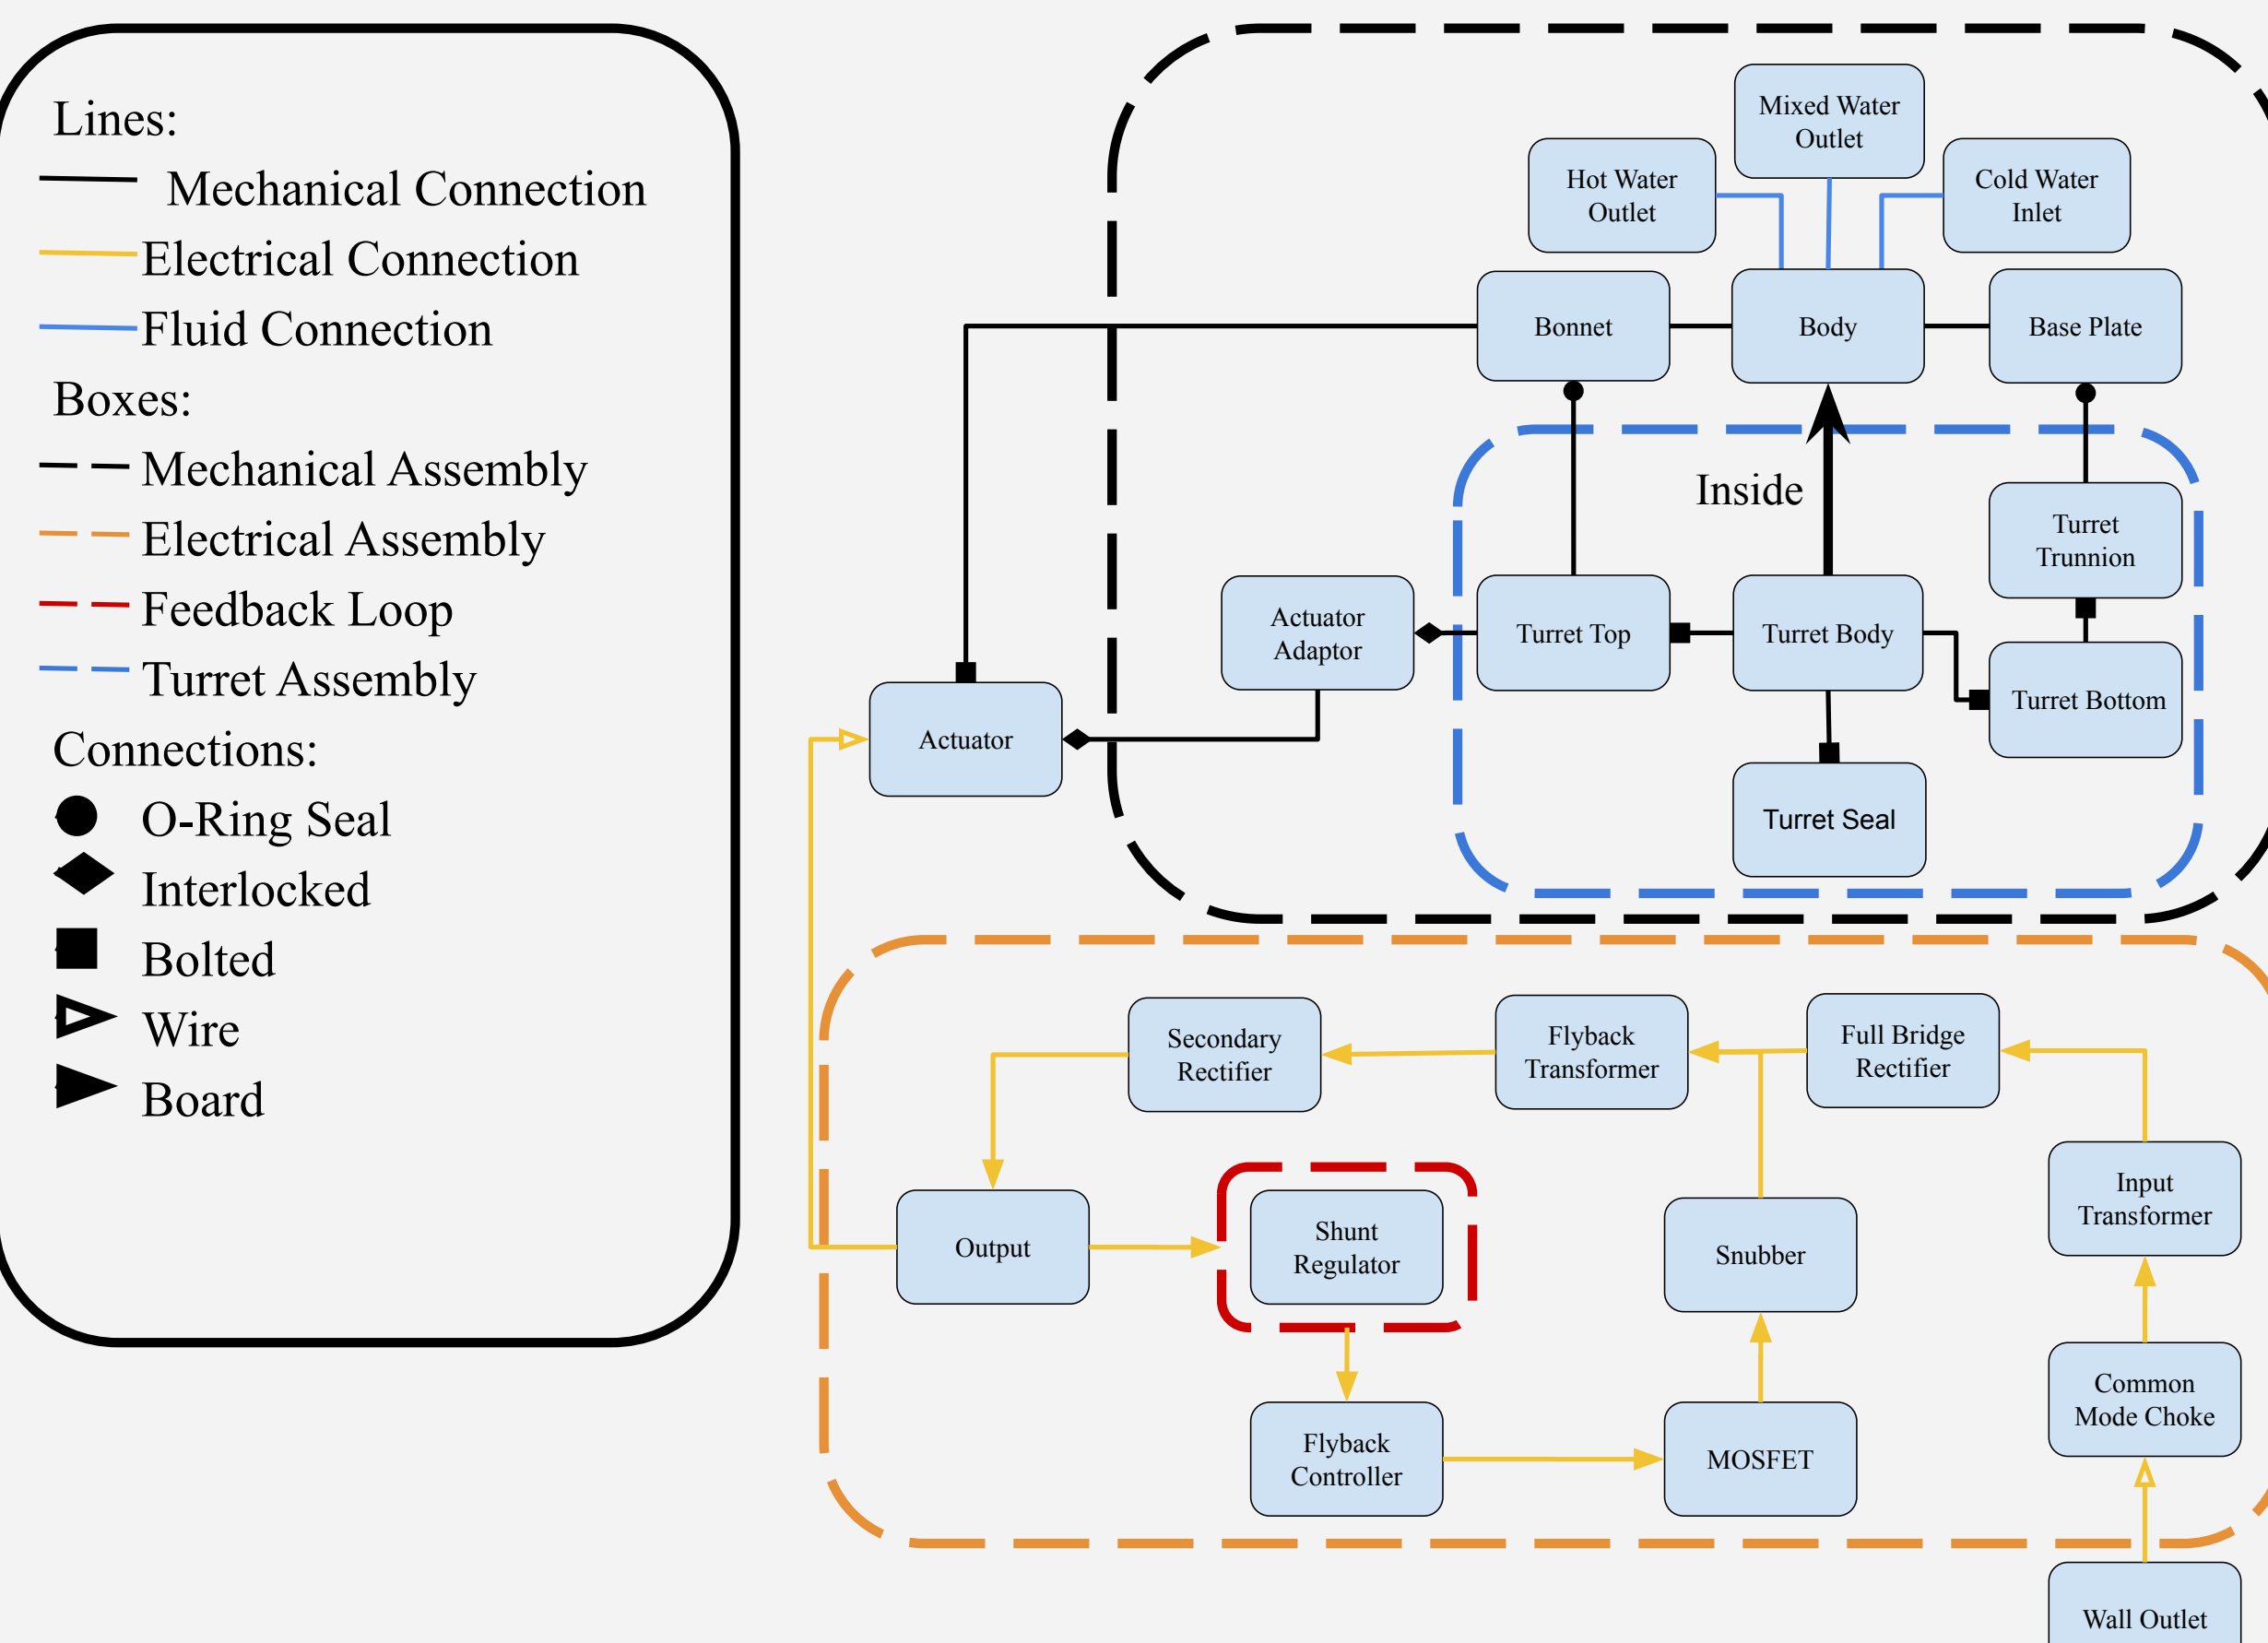 Lines:
Mechanical Connection
Electrical Connection
Fluid Connection
Boxes:
Mechanical Assembly
Electrical Assembly
Feedback Loop
Turret Assembly
Connections:
O-Ring Seal
Interlocked
Bolted
Wire
Board
Mixed Water
Outlet
Hot Water
Outlet
Cold Water
Inlet
Bonnet
Body
Base Plate
Inside
Turret
Trunnion
Actuator
Adaptor
Turret Top
Turret Body
Turret Bottom
Actuator
Turret Seal
Secondary
Rectifier
Flyback
Transformer
Full Bridge
Rectifier
Input
Transformer
Output
Shunt
Regulator
Snubber
Common
Mode Choke
Flyback
Controller
MOSFET
Wall Outlet